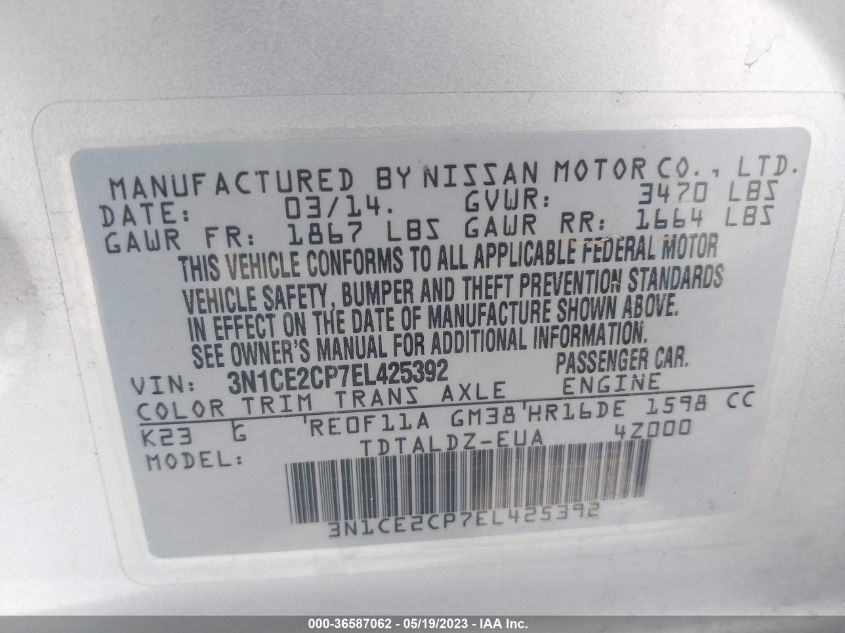 MANUFACTURED BY NISSAN MOTOR CO., LTD.
DATE: 03/14. GVWR: 3470 LBS
GAWR FR: 1867 LBS GAWR RR: 1664 LBS
THIS VEHICLE CONFORMS TO ALL APPLICABLE FEDERAL MOTOR
VEHICLE SAFETY, BUMPER AND THEFT PREVENTION STANDARDS
IN EFFECT ON THE DATE OF MANUFACTURE SHOWN ABOVE.
SEE OWNER'S MANUAL FOR ADDITIONAL INFORMATION.
VIN: 3N1CE2CP7EL425392 PASSENGER CAR.
COLOR TRIM TRANS AXLE ENGINE
K23 G RE0F11A GM38 HR16DE 1598 CC
MODEL: TDTALDZ-EUA 4Z000
3N1CE2CP7EL425392
000-36587062 - 05/19/2023 - IAA Inc.